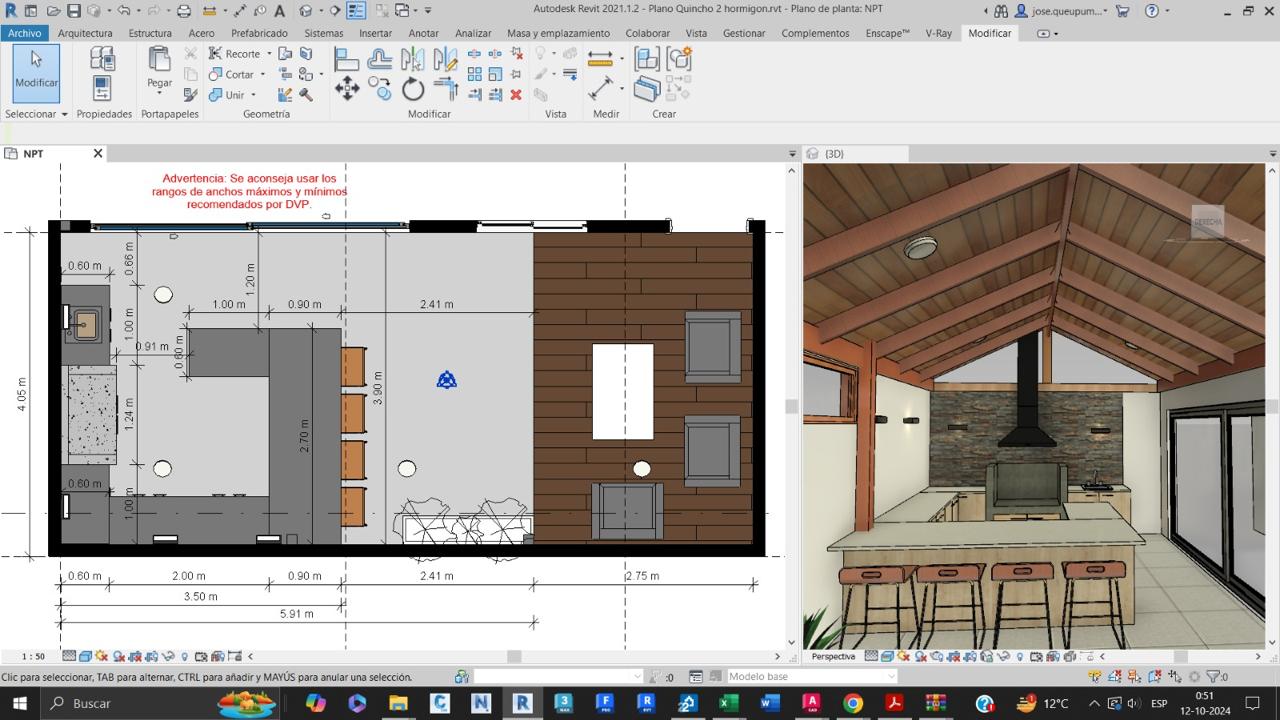 Autodesk Revit 2021.1.2 - Plano Quincho 2 hormigon.rvt - Plano de planta: NPT
jose.queupum...
Archivo Arquitectura Estructura Acero Prefabricado Sistemas Insertar Anotar Analizar Masa y emplazamiento Colaborar Vista Gestionar Complementos Enscape™ V-Ray Modificar
Modificar
Pegar
Recorte
Cortar
Unir
Seleccionar Propiedades Portapapeles Geometría Modificar Vista Medir Crear
NPT
{3D}
Advertencia: Se aconseja usar los
rangos de anchos máximos y mínimos
recomendados por DVP.
DERECHA
0.60 m
0.66 m
1.20 m
1.00 m
0.90 m
2.41 m
1.00 m
0.91 m
0.60 m
4.05 m
3.90 m
1.24 m
2.70 m
0.60 m
1.00 m
0.60 m 2.00 m 0.90 m 2.41 m 2.75 m
3.50 m
5.91 m
1 : 50
Perspectiva
Clic para seleccionar, TAB para alternar, CTRL para añadir y MAYÚS para anular una selección.
:0
Modelo base
:0
Buscar
12°C
ESP
0:51
12-10-2024